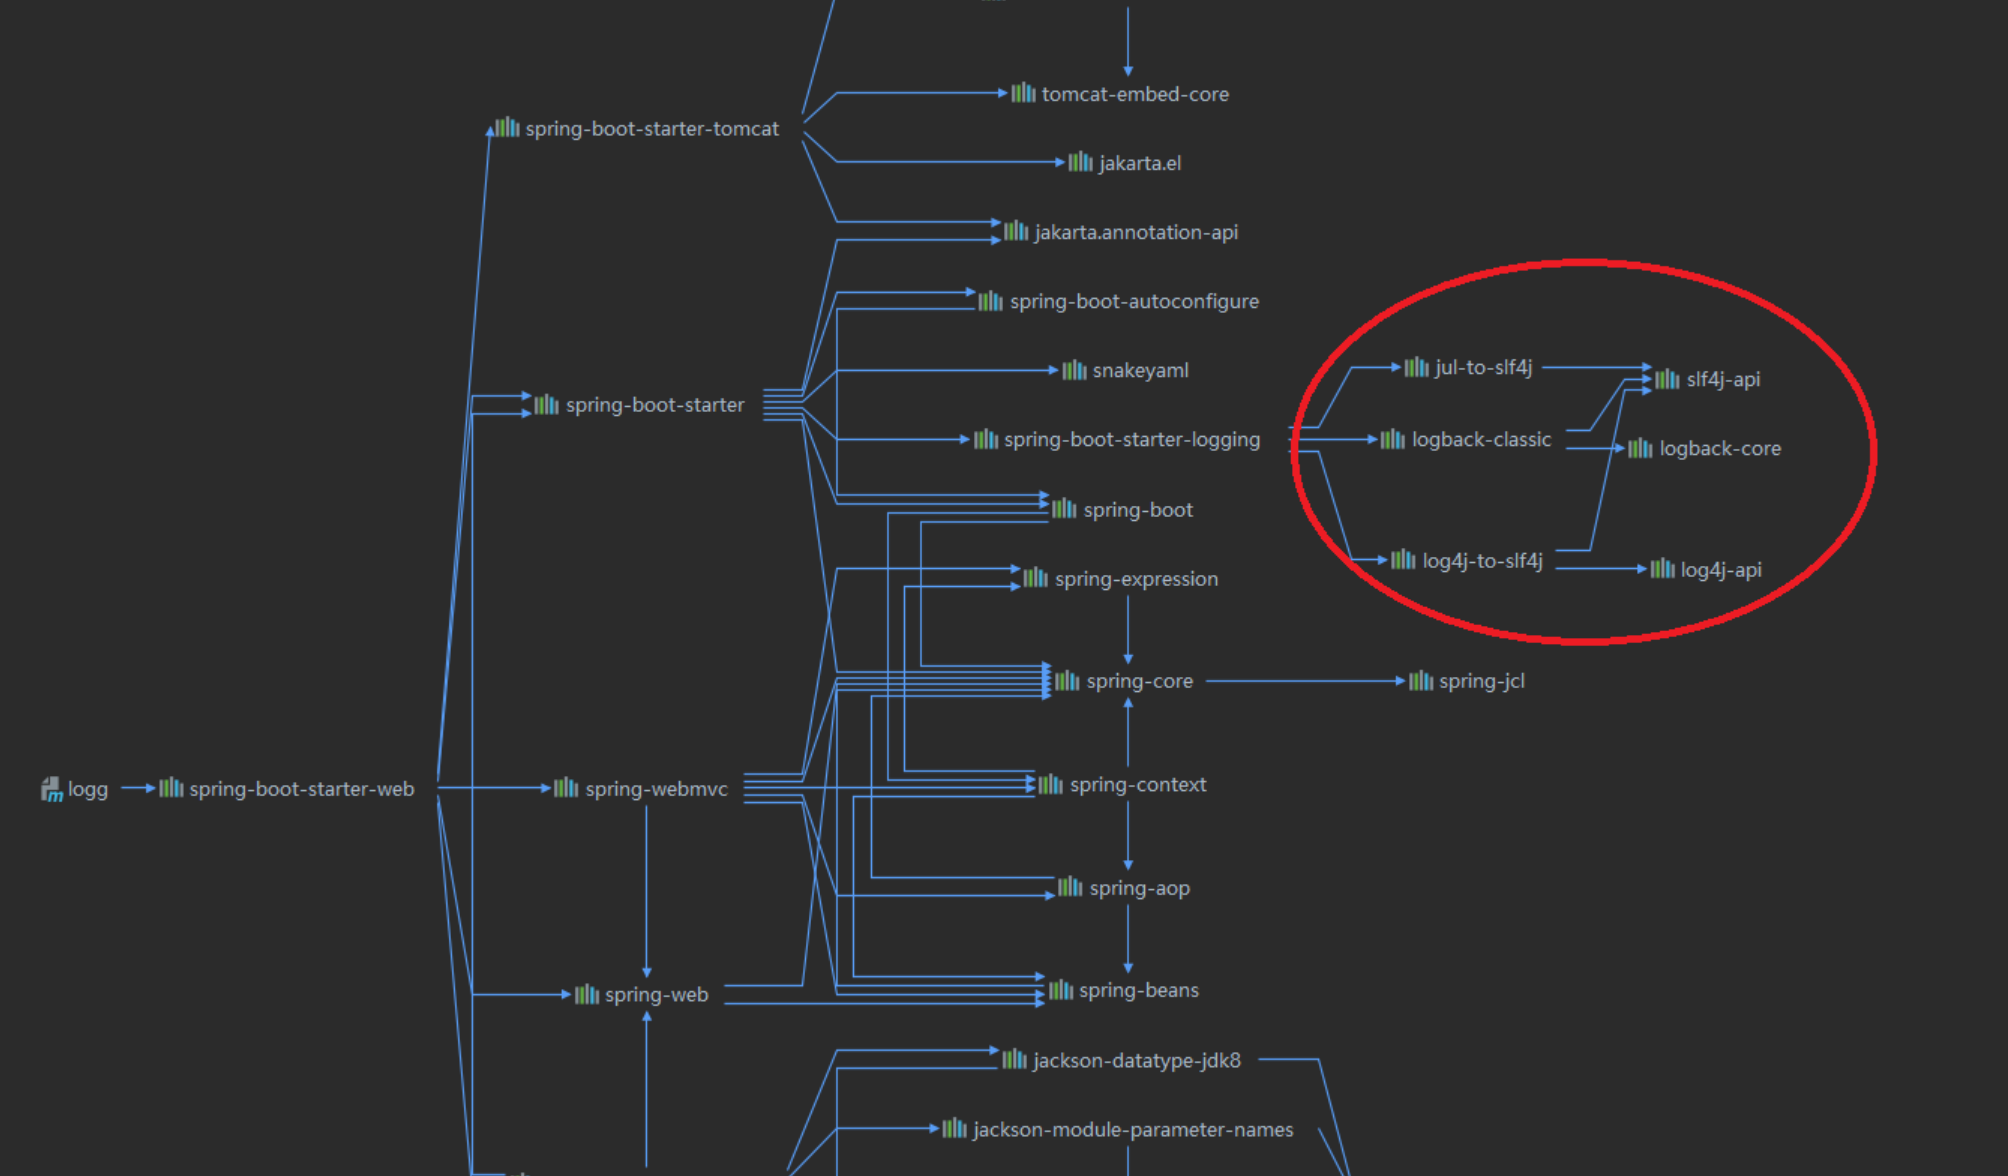 tomcat-embed-core
spring-boot-starter-tomcat
jakarta.el
jakarta.annotation-api
spring-boot-autoconfigure
snakeyaml
jul-to-slf4j
slf4j-api
spring-boot-starter
spring-boot-starter-logging
logback-classic
logback-core
spring-boot
log4j-to-slf4j
log4j-api
spring-expression
spring-core
spring-jcl
logg
spring-boot-starter-web
spring-webmvc
spring-context
spring-aop
spring-web
spring-beans
jackson-datatype-jdk8
jackson-module-parameter-names